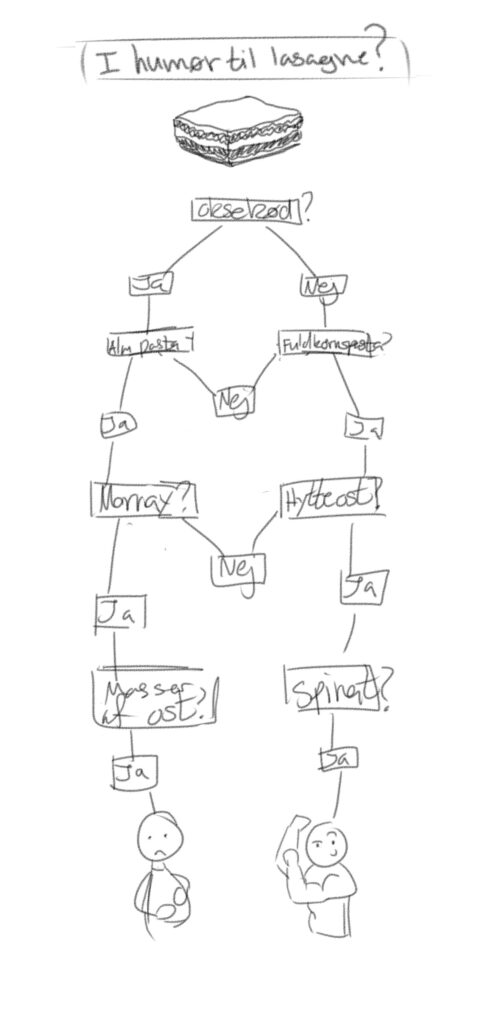 I humør til lasagne?
oksekød?
Ja
Nej
Alm pasta?
Fuldkornspasta?
Nej
Ja
Ja
Morray?
Hytteost?
Nej
Ja
Ja
Masser af ost?
Spinat?
Ja
Ja